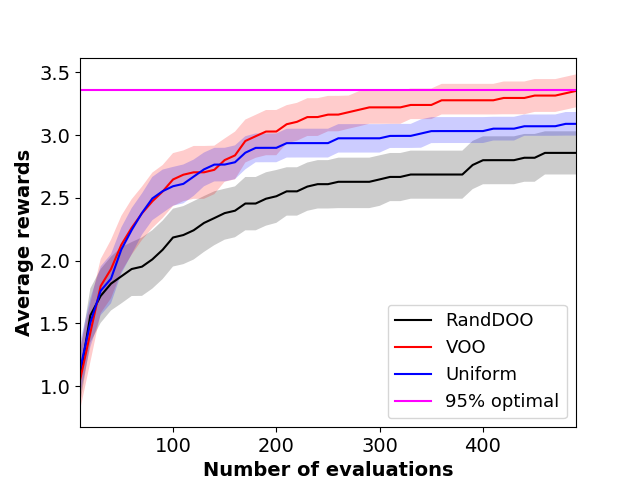 3.5
3.0
2.5
2.0
1.5
1.0
Average rewards
RandDOO
VOO
Uniform
95% optimal
100 200 300 400
Number of evaluations